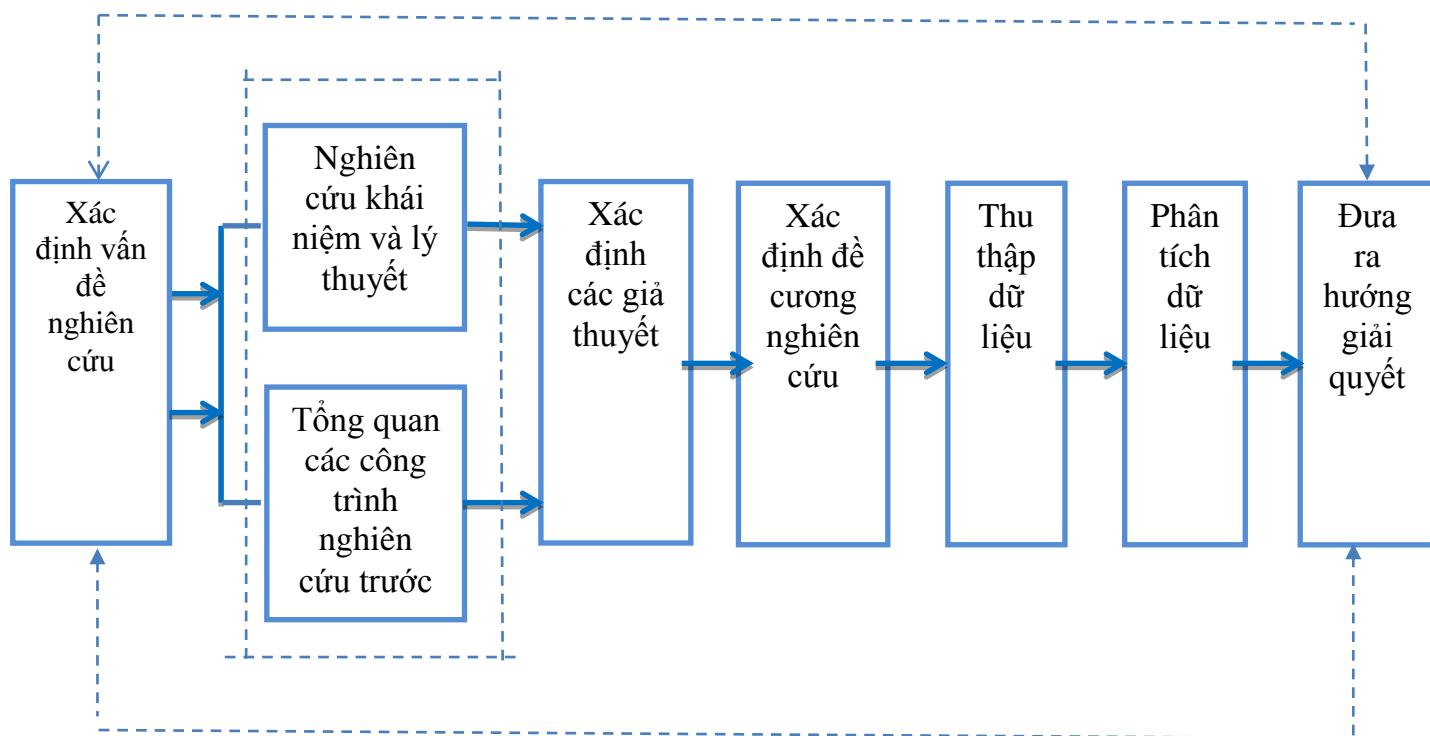 Xác
định vấn
đề
nghiên
cứu
Nghiên
cứu khái
niệm và lý
thuyết
Tổng quan
các công
trình
nghiên
cứu trước
Xác
định
các giả
thuyết
Xác
định đề
cương
nghiên
cứu
Thu
thập
dữ
liệu
Phân
tích
dữ
liệu
Đưa
ra
hướng
giải
quyết